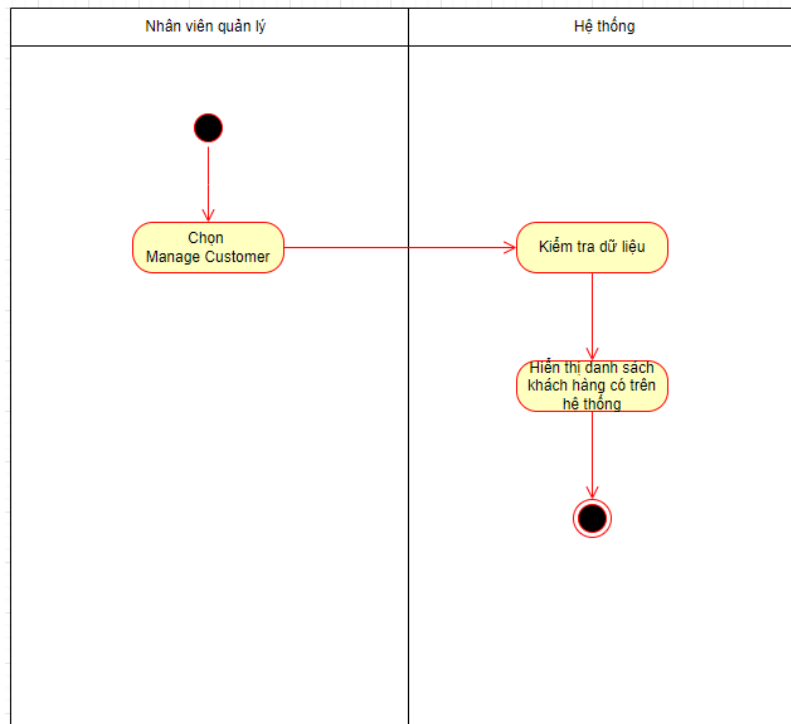 Nhân viên quản lý
Hệ thống
Chọn
Manage Customer
Kiểm tra dữ liệu
Hiển thị danh sách
khách hàng có trên
hệ thống